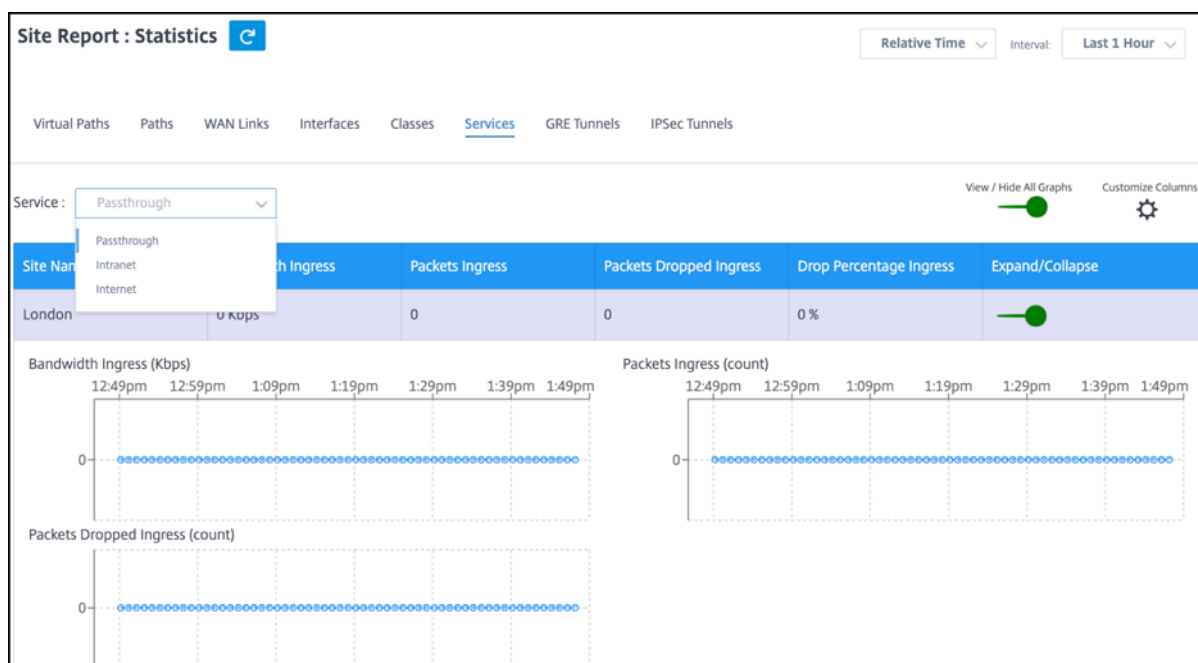 Site Report : Statistics
Relative Time Interval: Last 1 Hour
Virtual Paths Paths WAN Links Interfaces Classes Services GRE Tunnels IPSec Tunnels
View / Hide All Graphs Customize Columns
Service : Passthrough
Passthrough
Intranet
Internet
Site Nam th Ingress Packets Ingress Packets Dropped Ingress Drop Percentage Ingress Expand/Collapse
London 0 Kbps 0 0 0 %
Bandwidth Ingress (Kbps)
12:49pm 12:59pm 1:09pm 1:19pm 1:29pm 1:39pm 1:49pm
0
Packets Ingress (count)
12:49pm 12:59pm 1:09pm 1:19pm 1:29pm 1:39pm 1:49pm
0
Packets Dropped Ingress (count)
0